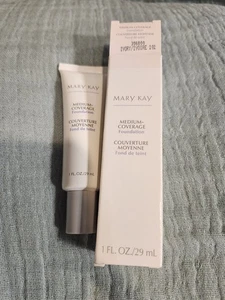 MARY KAY
MEDIUM-
COVERAGE
Foundation
COUVERTURE
MOYENNE
Fond de teint
1 FL. OZ./29 mL
MARY KAY
MEDIUM-
COVERAGE
Foundation
COUVERTURE
MOYENNE
Fond de teint
1 FL. OZ./29 mL